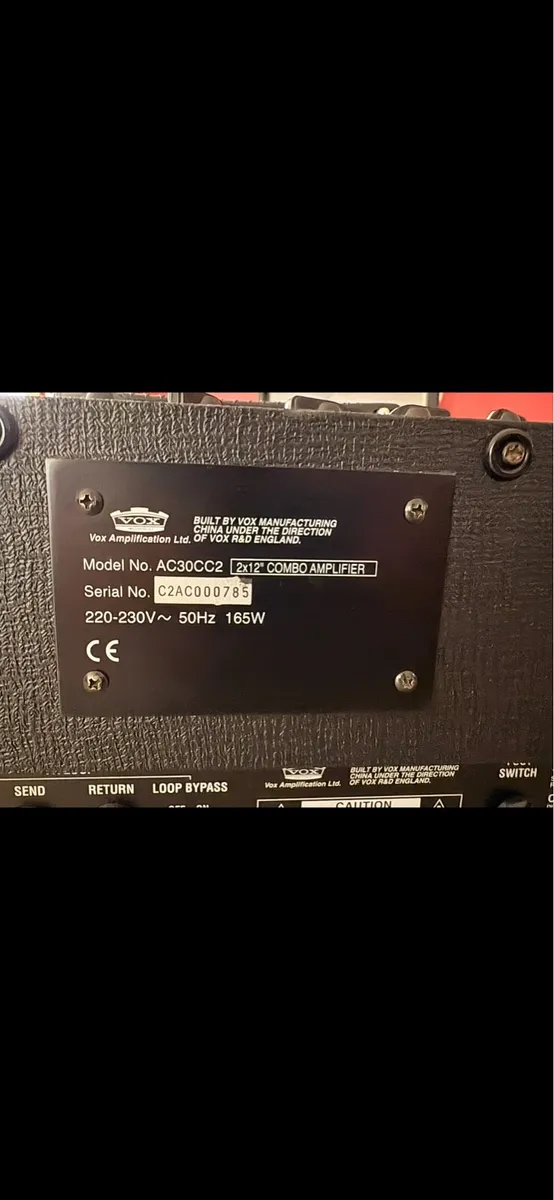 VOX
Vox Amplification Ltd.
BUILT BY VOX MANUFACTURING
CHINA UNDER THE DIRECTION
OF VOX R&D ENGLAND.
Model No. AC30CC2 2x12" COMBO AMPLIFIER
Serial No. C2AC000785
220-230V～ 50Hz 165W
CE
SEND RETURN LOOP BYPASS
VOX
Vox Amplification Ltd.
BUILT BY VOX MANUFACTURING
CHINA UNDER THE DIRECTION
OF VOX R&D ENGLAND.
CAUTION
SWITCH